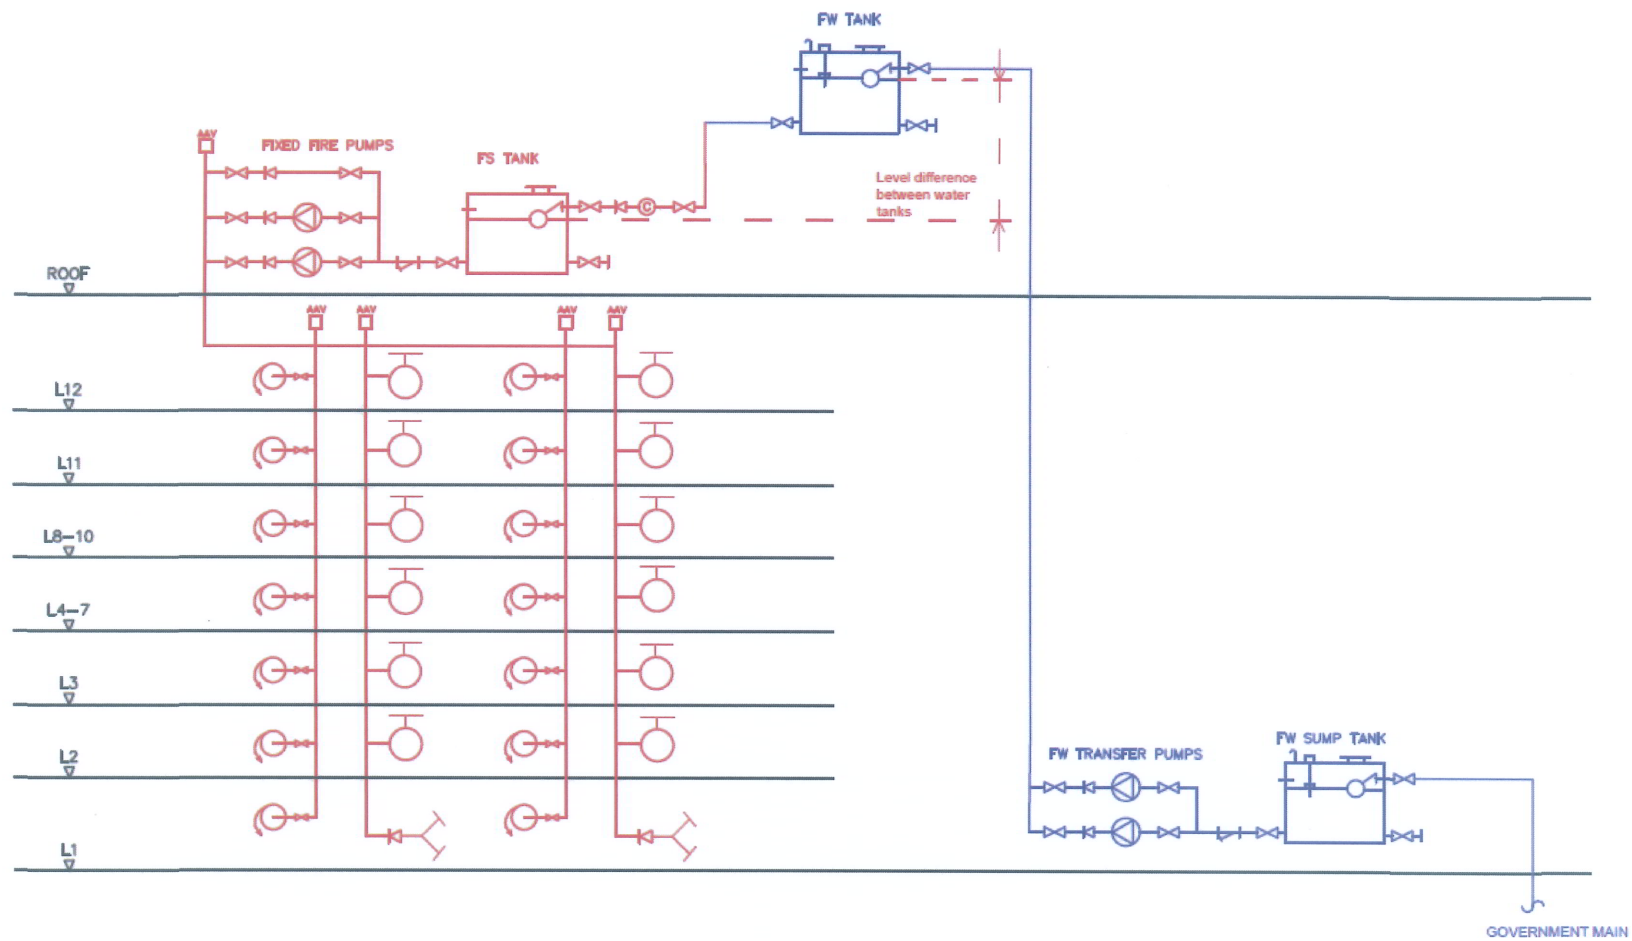 FW TANK
AAV
FIXED FIRE PUMPS
FS TANK
C
Level difference
between water
tanks
ROOF
AAV
AAV
AAV
AAV
L12
L11
L8-10
L4-7
L3
L2
FW TRANSFER PUMPS
FW SUMP TANK
L1
GOVERNMENT MAIN